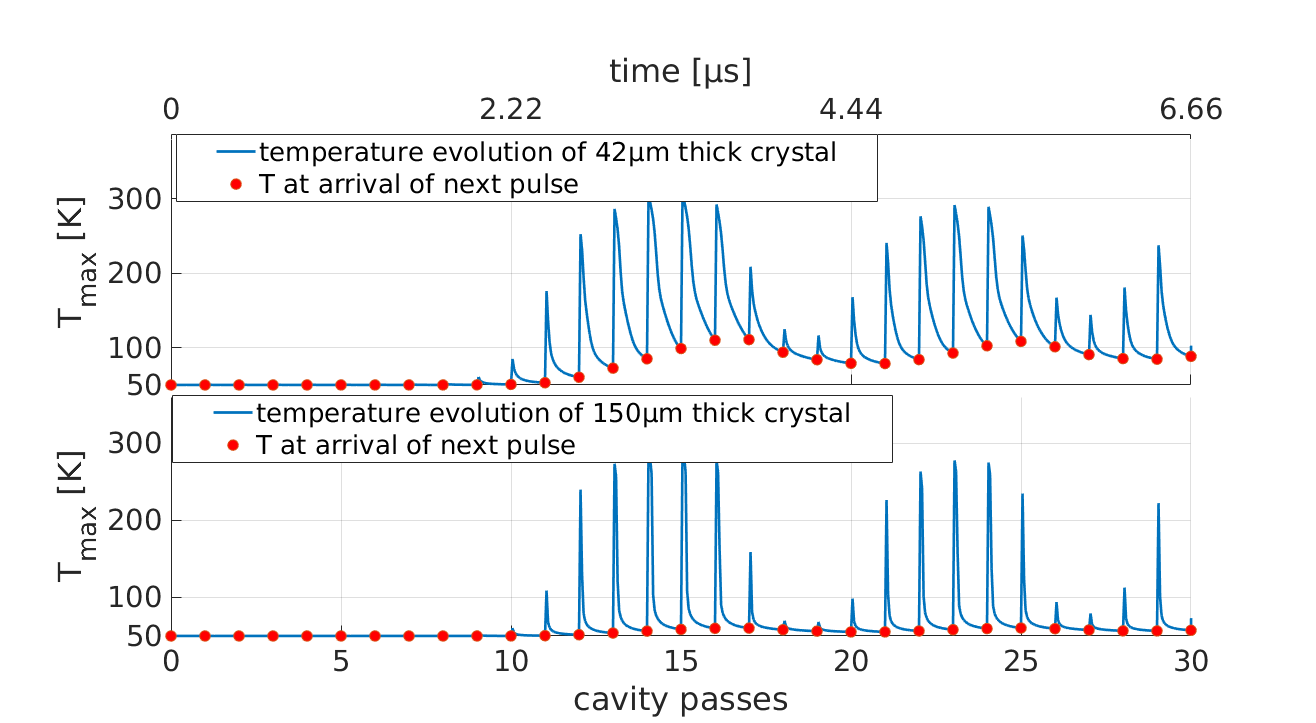 time [µs]
0 2.22 4.44 6.66
temperature evolution of 42µm thick crystal
T at arrival of next pulse
300
200
100
50
T_max [K]
temperature evolution of 150µm thick crystal
T at arrival of next pulse
300
200
100
50
T_max [K]
0 5 10 15 20 25 30
cavity passes